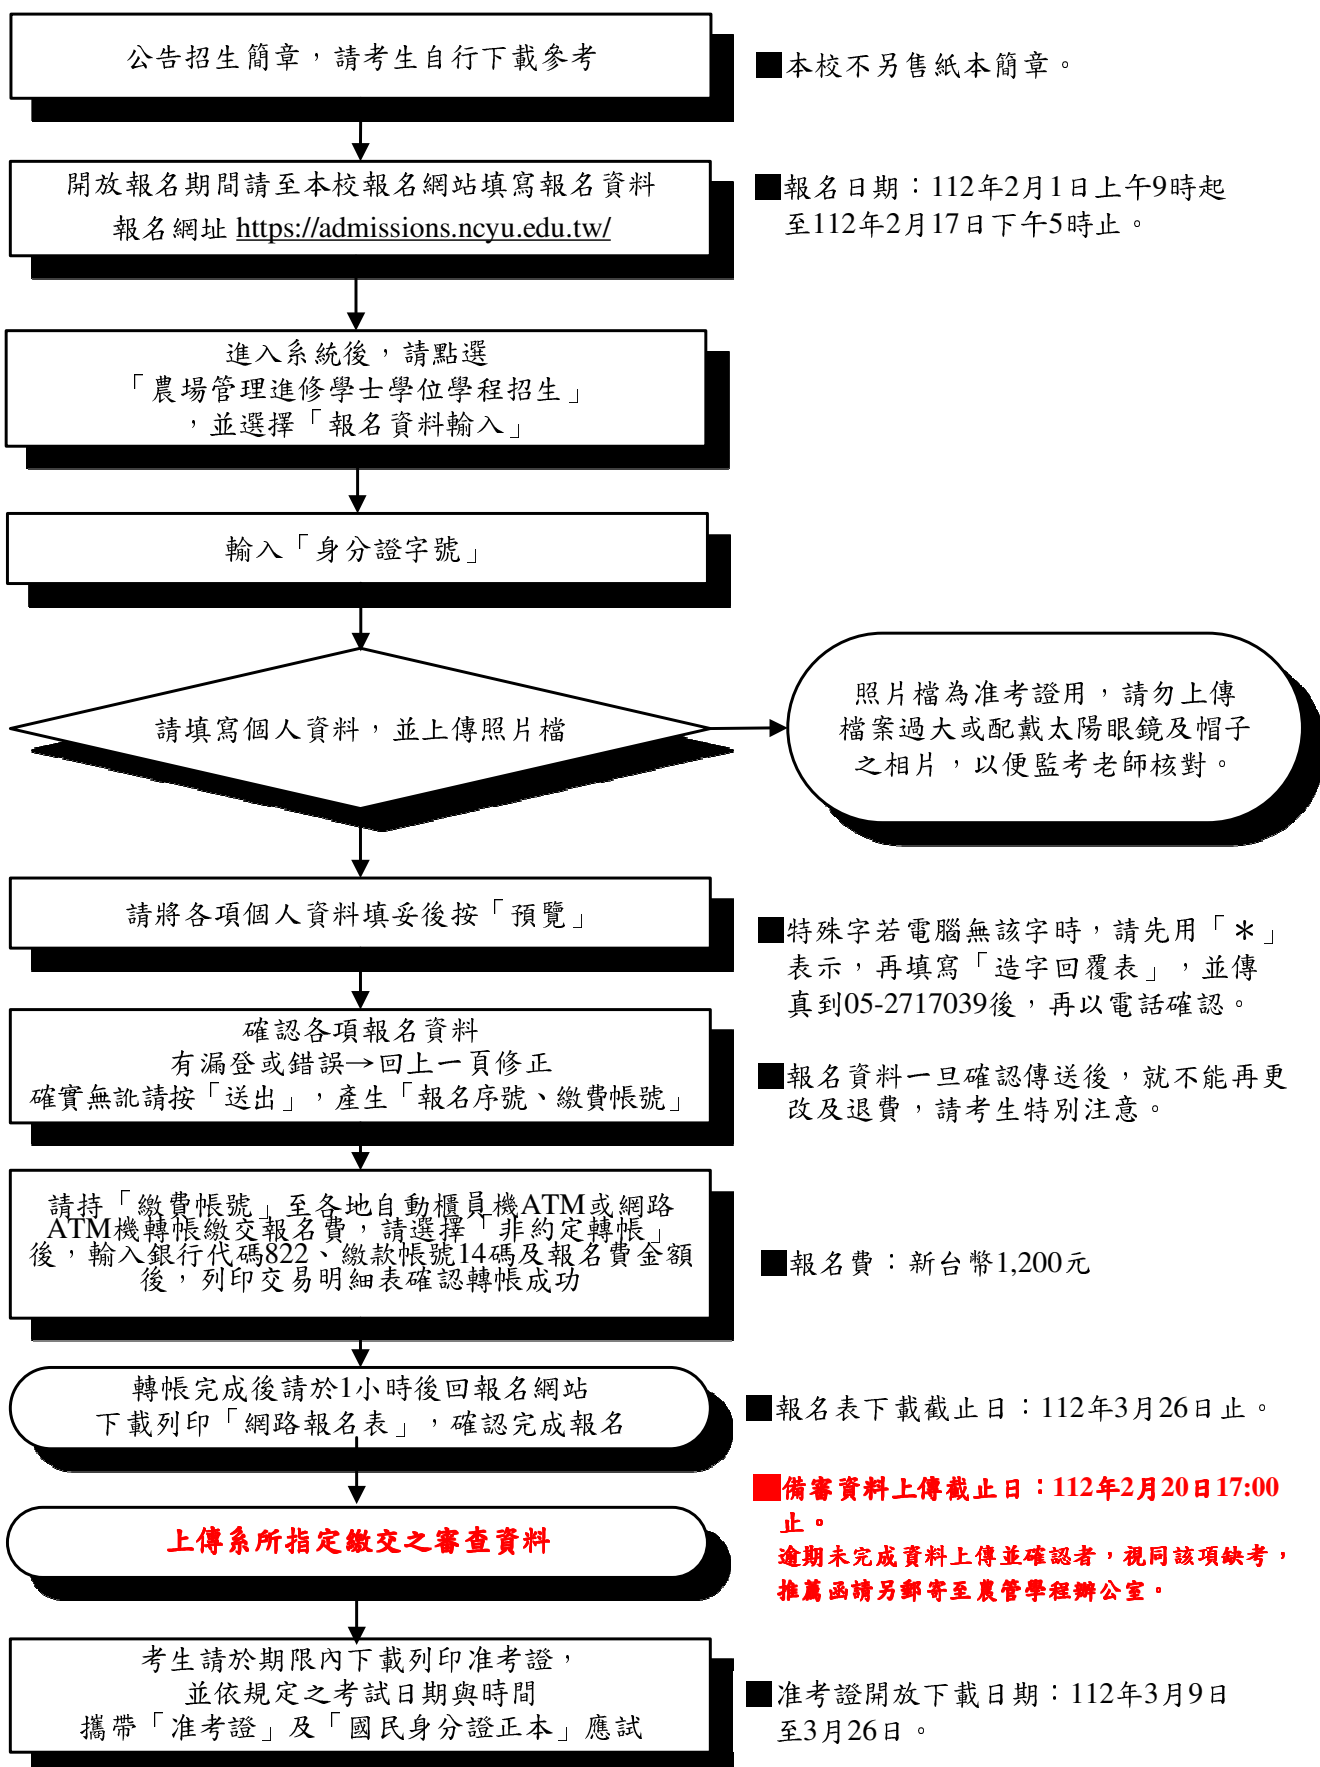 公告招生簡章，請考生自行下載參考
■本校不另售紙本簡章。
開放報名期間請至本校報名網站填寫報名資料
報名網址 https://admissions.ncyu.edu.tw/
■報名日期：112年2月1日上午9時起
至112年2月17日下午5時止。
進入系統後，請點選
「農場管理進修學士學位學程招生」
，並選擇「報名資料輸入」
輸入「身分證字號」
請填寫個人資料，並上傳照片檔
照片檔為准考證用，請勿上傳
檔案過大或配戴太陽眼鏡及帽子
之相片，以便監考老師核對。
請將各項個人資料填妥後按「預覽」
■特殊字若電腦無該字時，請先用「＊」
表示，再填寫「造字回覆表」，並傳
真到05-2717039後，再以電話確認。
確認各項報名資料
有漏登或錯誤→回上一頁修正
確實無訛請按「送出」，產生「報名序號、繳費帳號」
■報名資料一旦確認傳送後，就不能再更
改及退費，請考生特別注意。
請持「繳費帳號」至各地自動櫃員機ATM或網路
ATM機轉帳繳交報名費，請選擇「非約定轉帳」
後，輸入銀行代碼822、繳款帳號14碼及報名費金額
後，列印交易明細表確認轉帳成功
■報名費：新台幣1,200元
轉帳完成後請於1小時後回報名網站
下載列印「網路報名表」，確認完成報名
■報名表下載截止日：112年3月26日止。
上傳系所指定繳交之審查資料
■備審資料上傳截止日：112年2月20日17:00
止。
逾期未完成資料上傳並確認者，視同該項缺考，
推薦函請另郵寄至農管學程辦公室。
考生請於期限內下載列印准考證，
並依規定之考試日期與時間
攜帶「准考證」及「國民身分證正本」應試
■准考證開放下載日期：112年3月9日
至3月26日。